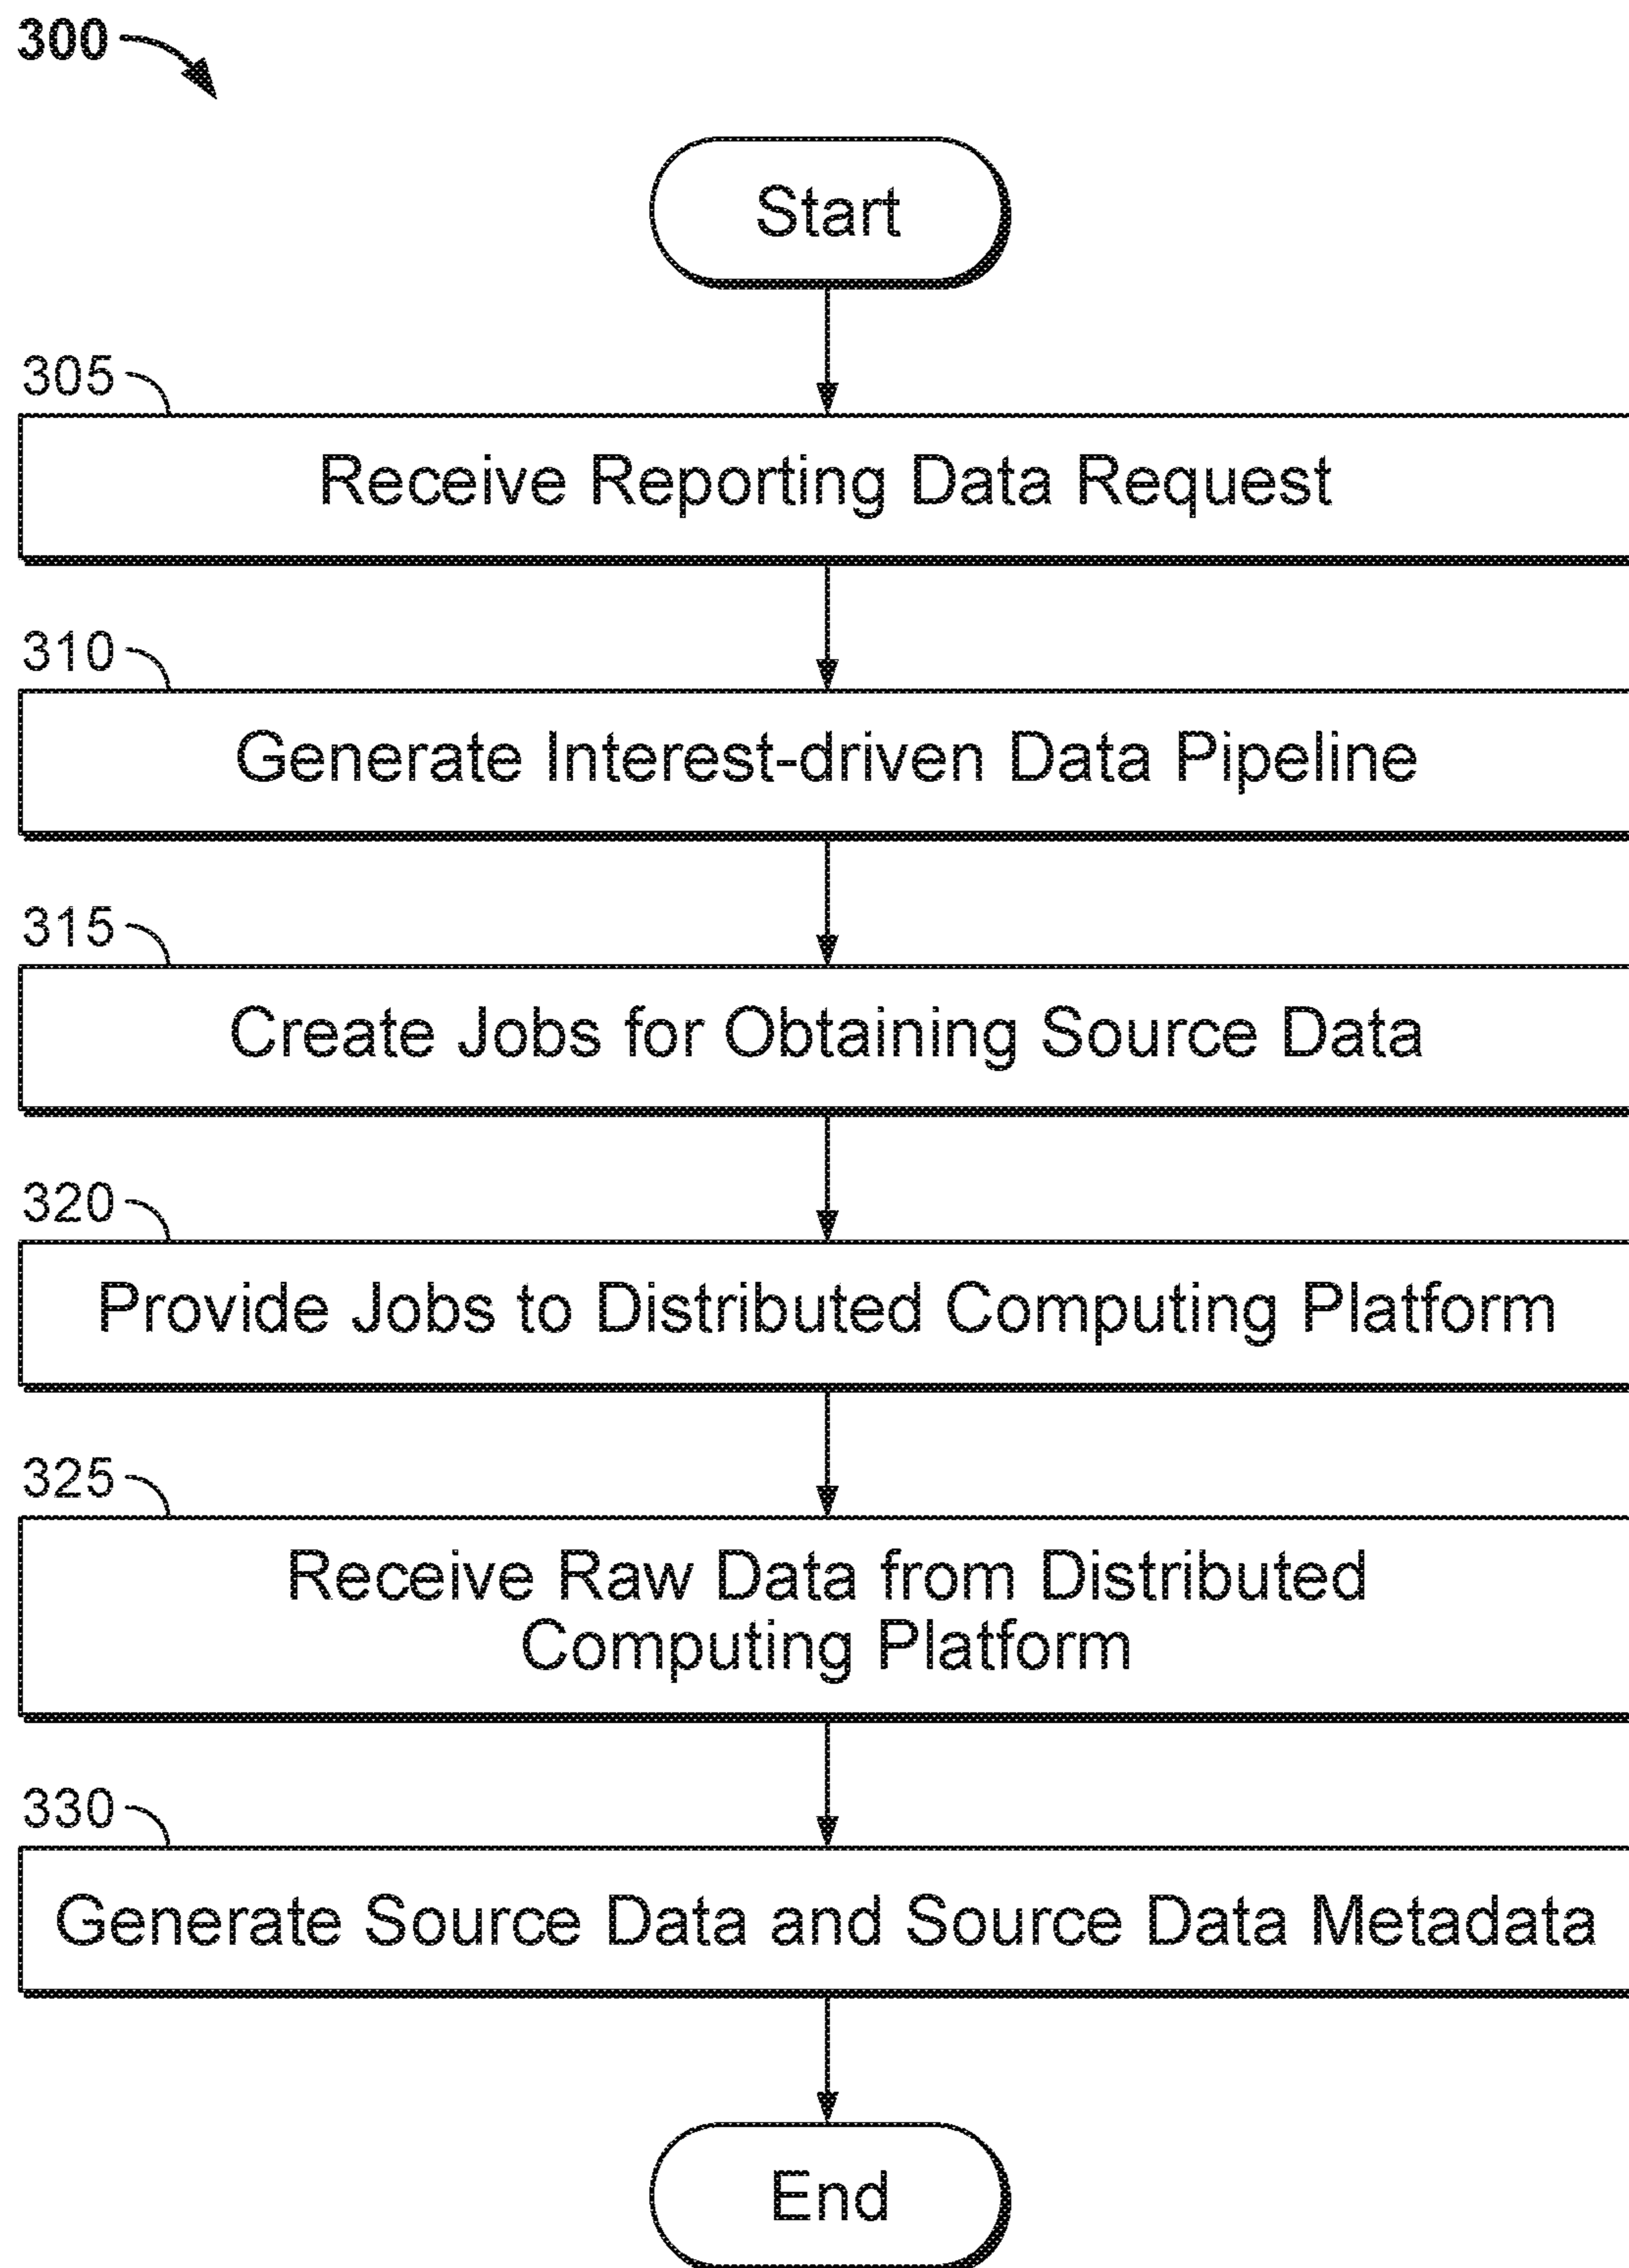 300
Start
305
Receive Reporting Data Request
310
Generate Interest-driven Data Pipeline
315
Create Jobs for Obtaining Source Data
320
Provide Jobs to Distributed Computing Platform
325
Receive Raw Data from Distributed
Computing Platform
330
Generate Source Data and Source Data Metadata
End